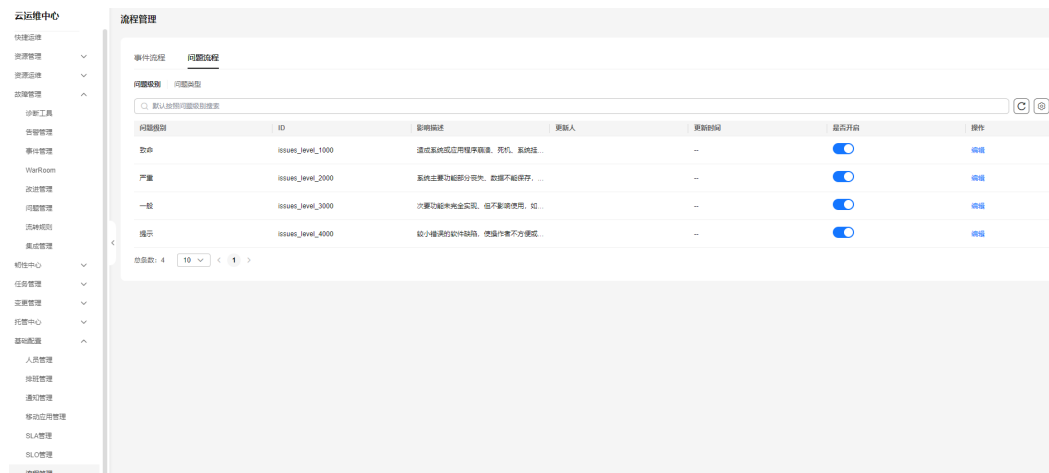 云运维中心
快捷运维
资源管理
资源运维
故障管理
诊断工具
告警管理
事件管理
WarRoom
改进管理
问题管理
流转规则
集成管理
韧性中心
任务管理
变更管理
托管中心
基础配置
人员管理
排班管理
通知管理
移动应用管理
SLA管理
SLO管理
流程管理
流程管理
事件流程 问题流程
问题级别 问题类型
默认按照问题级别搜索
问题级别 ID 影响描述 更新人 更新时间 是否开启 操作
致命 issues_level_1000 造成系统或应用程序崩溃、死机、系统挂... -- 编辑
严重 issues_level_2000 系统主要功能部分丧失、数据不能保存，... -- 编辑
一般 issues_level_3000 次要功能未完全实现、但不影响使用，如... -- 编辑
提示 issues_level_4000 较小错误的软件缺陷，使操作者不方便或... -- 编辑
总条数: 4 10 1